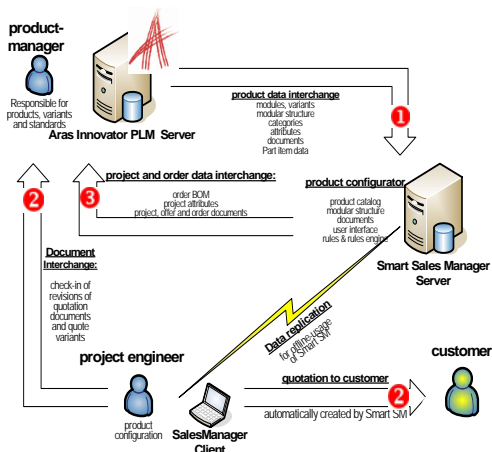 product-
manager
Responsible for
products, variants
and standards
Aras Innovator PLM Server
product data interchange
modules, variants
modular structure
categories
attributes
documents
Part item data
1
2
3
project and order data interchange:
order BOM
project attributes
project, offer and order documents
product configurator
product catalog
modular structure
documents
user interface
rules & rules engine
Smart Sales Manager
Server
Document
Interchange:
check-in of
revisions of
quotation
documents
and quote
variants
Data replication
for offline-usage
of Smart SM
project engineer
product
configuration
SalesManager
Client
quotation to customer
2
automatically created by Smart SM
customer